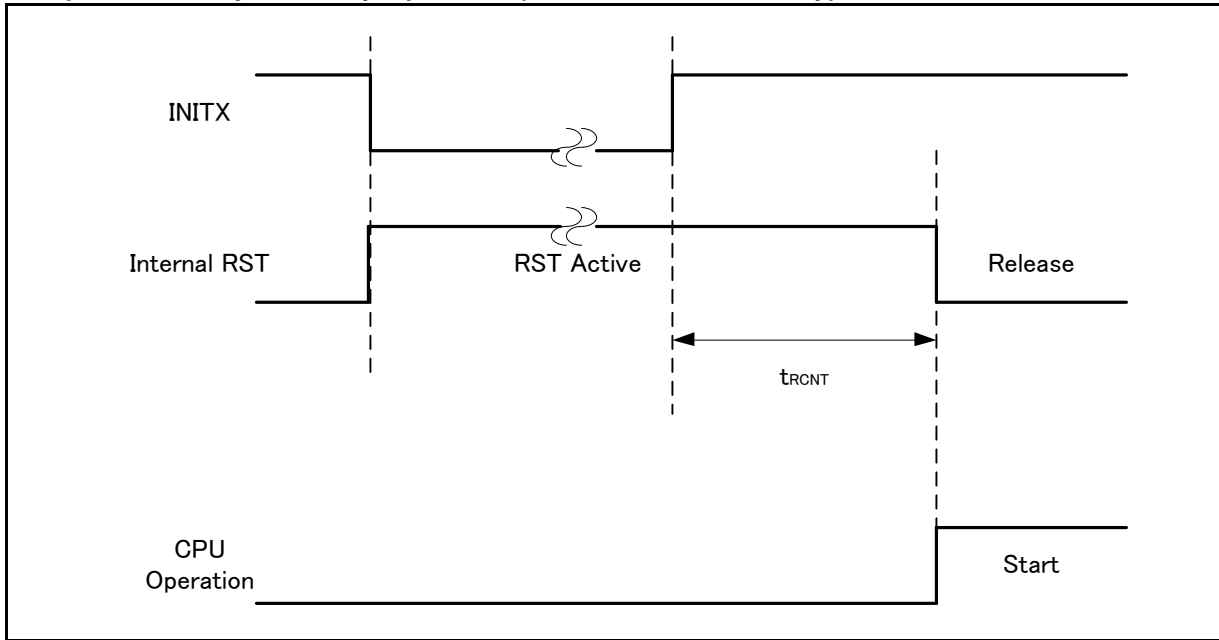 INITX
Internal RST
RST Active
Release
tRCNT
CPU
Operation
Start